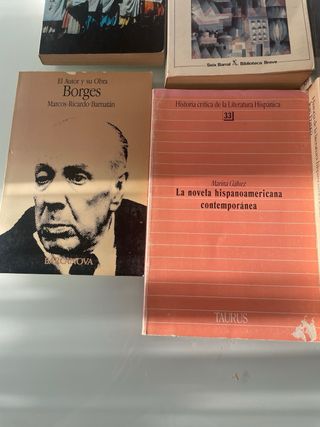 Seix Barral Biblioteca Breve
El Autor y su Obra
Borges
Marcos-Ricardo Barnatán
BARCANOVA
Historia crítica de la Literatura Hispánica
33
Marina Gálvez
La novela hispanoamericana
contemporánea
TAURUS